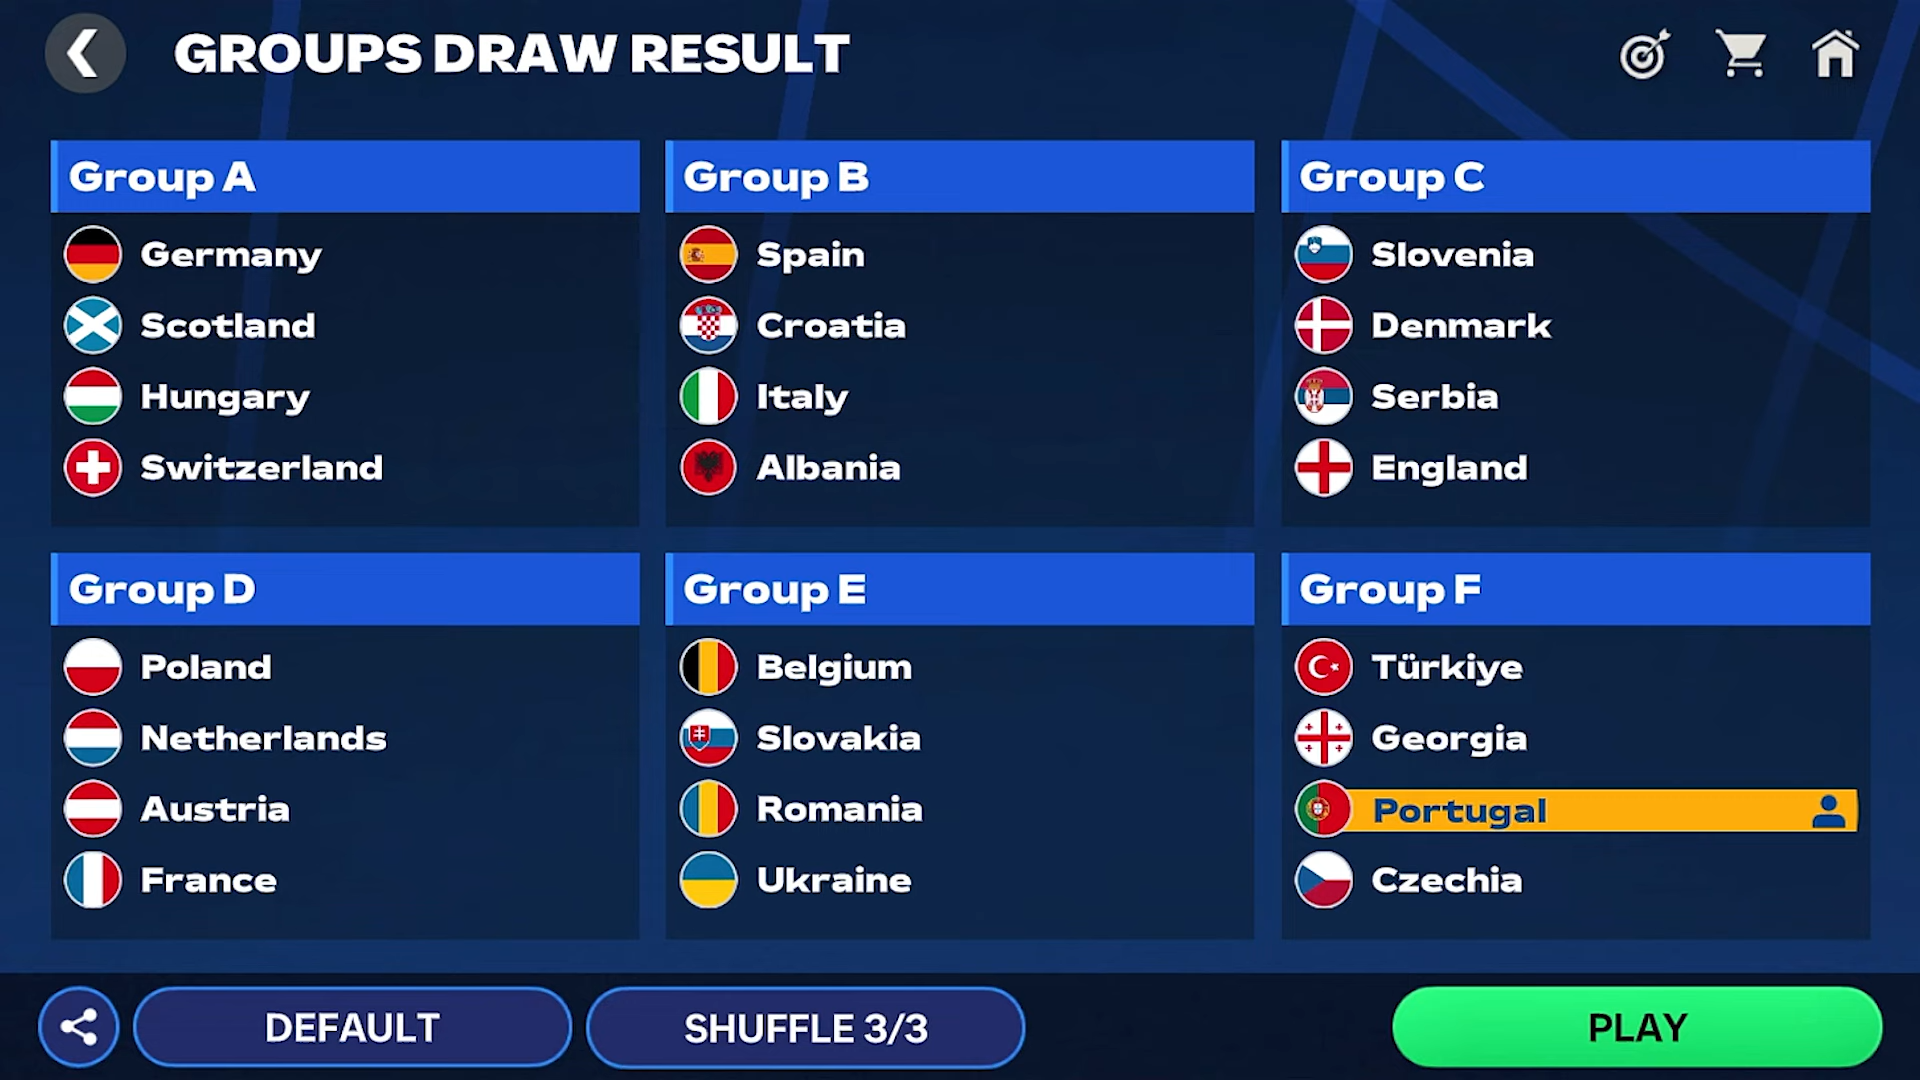 GROUPS DRAW RESULT
Group A
Germany
Scotland
Hungary
Switzerland
Group B
Spain
Croatia
Italy
Albania
Group C
Slovenia
Denmark
Serbia
England
Group D
Poland
Netherlands
Austria
France
Group E
Belgium
Slovakia
Romania
Ukraine
Group F
Türkiye
Georgia
Portugal
Czechia
DEFAULT
SHUFFLE 3/3
PLAY